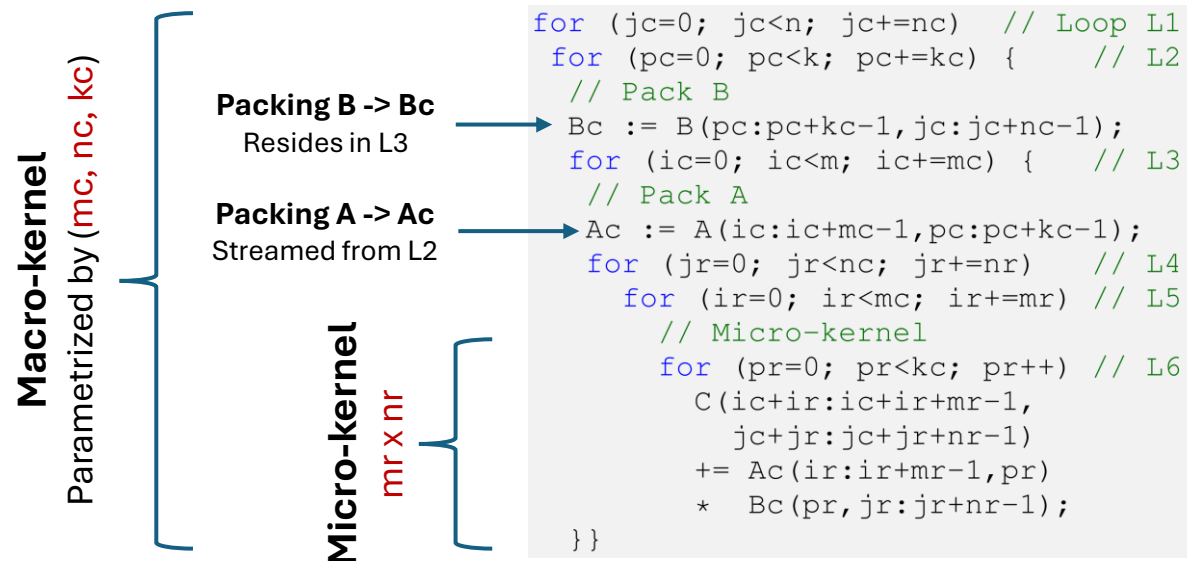 Macro-kernel
Parametrized by (mc, nc, kc)
Packing B -> Bc
Resides in L3
Packing A -> Ac
Streamed from L2
Micro-kernel
mr x nr
for (jc=0; jc<n; jc+=nc)  // Loop L1
 for (pc=0; pc<k; pc+=kc) {    // L2
  // Pack B
  Bc := B(pc:pc+kc-1,jc:jc+nc-1);
  for (ic=0; ic<m; ic+=mc) {   // L3
   // Pack A
   Ac := A(ic:ic+mc-1,pc:pc+kc-1);
   for (jr=0; jr<nc; jr+=nr)   // L4
     for (ir=0; ir<mc; ir+=mr) // L5
       // Micro-kernel
       for (pr=0; pr<kc; pr++) // L6
         C(ic+ir:ic+ir+mr-1,
           jc+jr:jc+jr+nr-1)
         += Ac(ir:ir+mr-1,pr)
         *  Bc(pr,jr:jr+nr-1);
  }}